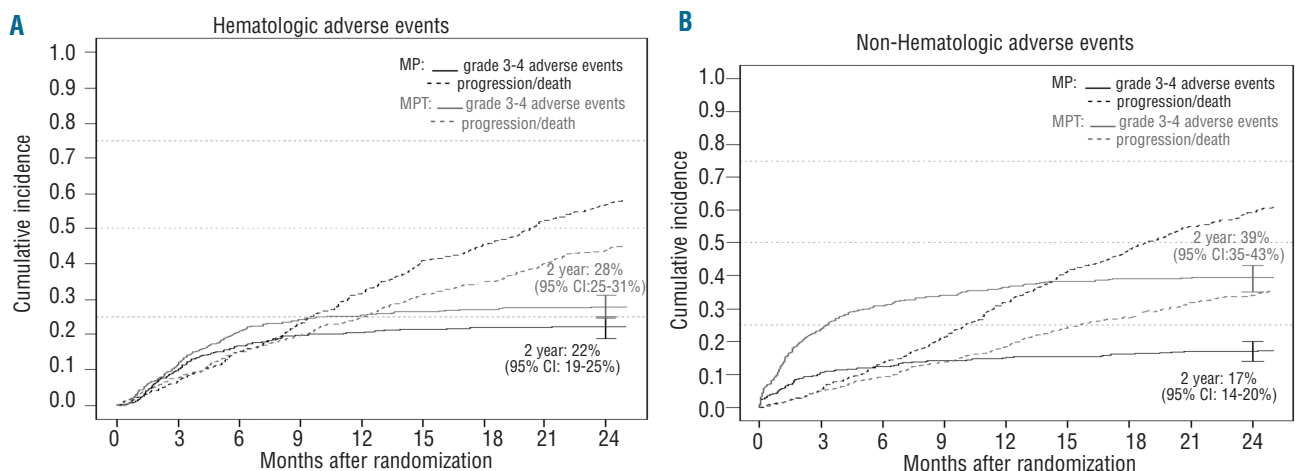 A
Hematologic adverse events
MP: grade 3-4 adverse events
progression/death
MPT: grade 3-4 adverse events
progression/death
Cumulative incidence
1.0
0.9
0.8
0.7
0.6
0.5
0.4
0.3
0.2
0.1
0.0
2 year: 28%
(95% CI:25-31%)
2 year: 22%
(95% CI: 19-25%)
0 3 6 9 12 15 18 21 24
Months after randomization
B
Non-Hematologic adverse events
MP: grade 3-4 adverse events
progression/death
MPT: grade 3-4 adverse events
progression/death
Cumulative incidence
1.0
0.9
0.8
0.7
0.6
0.5
0.4
0.3
0.2
0.1
0.0
2 year: 39%
(95% CI:35-43%)
2 year: 17%
(95% CI: 14-20%)
0 3 6 9 12 15 18 21 24
Months after randomization